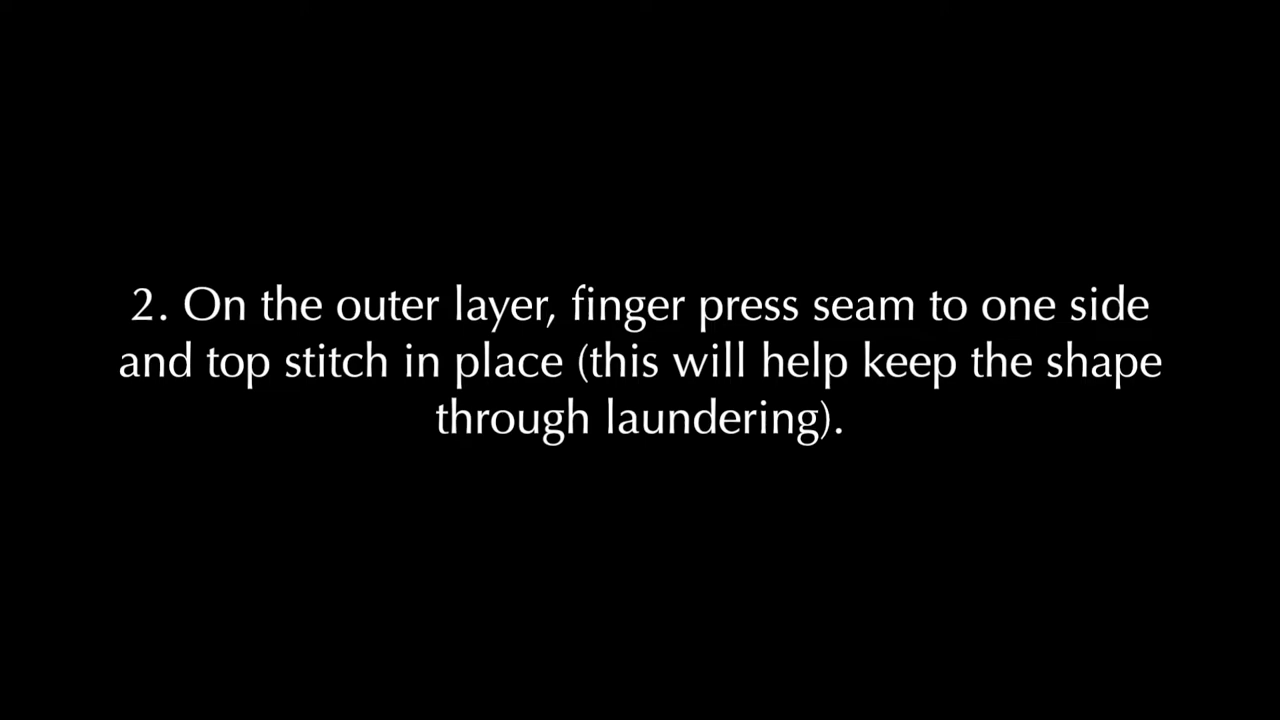 2. On the outer layer, finger press seam to one side
and top stitch in place (this will help keep the shape
through laundering).